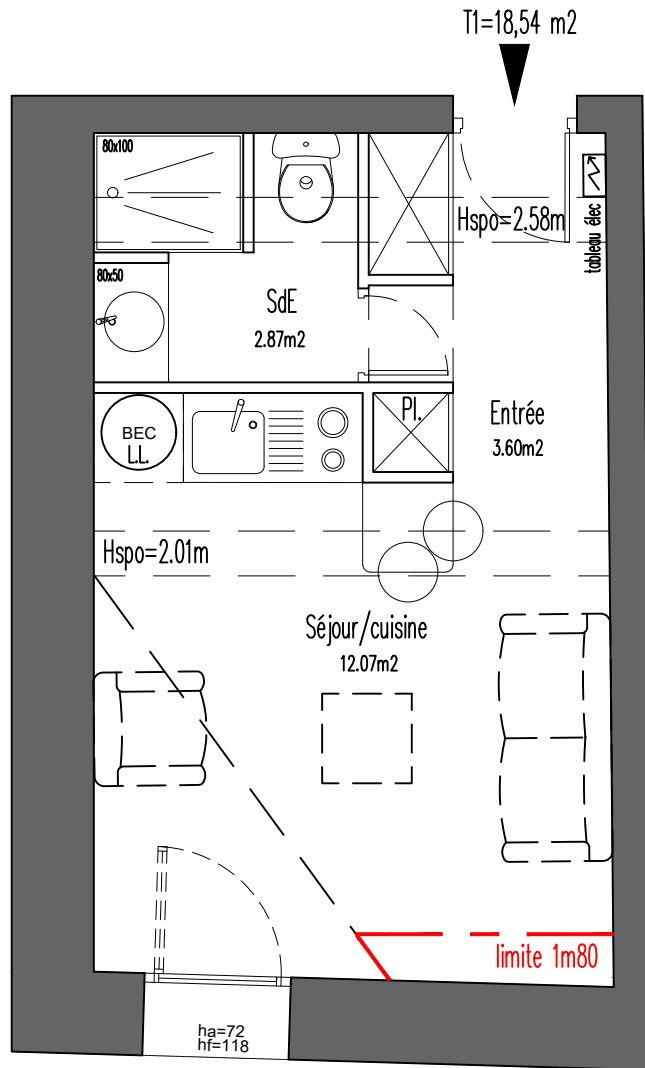 T1=18,54 m2
80x100
Hspo=2.58m
tableau élec
80x50
SdE
2.87m2
Pl.
Entrée
3.60m2
BEC
L.L.
Hspo=2.01m
Séjour/cuisine
12.07m2
limite 1m80
ha=72
hf=118